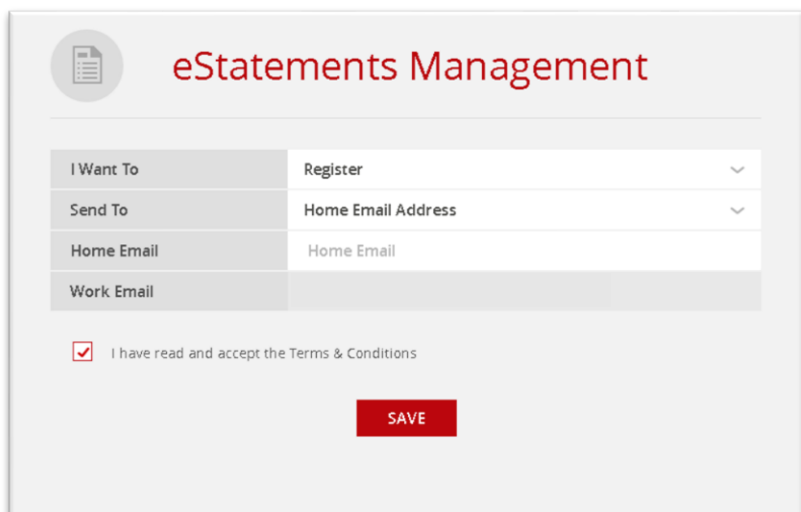 eStatements Management
I Want To Register
Send To Home Email Address
Home Email Home Email
Work Email
I have read and accept the Terms & Conditions
SAVE